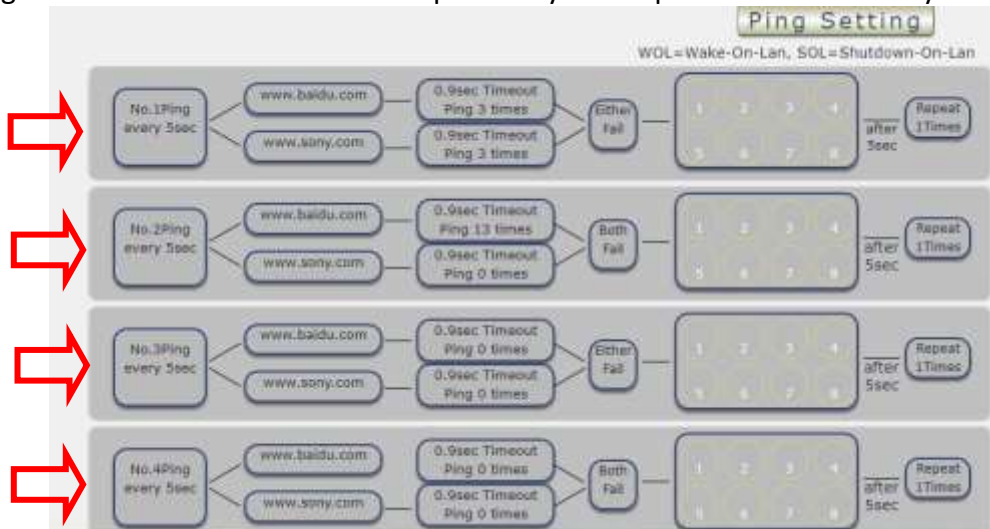 Ping Setting
WOL=Wake-On-Lan, SOL=Shutdown-On-Lan
No.1Ping
every 5sec
www.baidu.com
www.sony.com
0.9sec Timeout
Ping 3 times
0.9sec Timeout
Ping 3 times
Either
Fail
1 2 3 4
5 6 7 8
after
Repeat
1Times
No.2Ping
every 5sec
www.baidu.com
www.sony.com
0.9sec Timeout
Ping 13 times
0.9sec Timeout
Ping 0 times
Both
Fail
1 2 3 4
5 6 7 8
after
5sec
Repeat
1Times
No.3Ping
every 5sec
www.baidu.com
www.sony.com
0.9sec Timeout
Ping 0 times
0.9sec Timeout
Ping 0 times
Either
Fail
1 2 3 4
5 6 7 8
after
5sec
Repeat
1Times
No.4Ping
every 5sec
www.baidu.com
www.sony.com
0.9sec Timeout
Ping 0 times
0.9sec Timeout
Ping 0 times
Both
Fail
1 2 3 4
5 6 7 8
after
5sec
Repeat
1Times